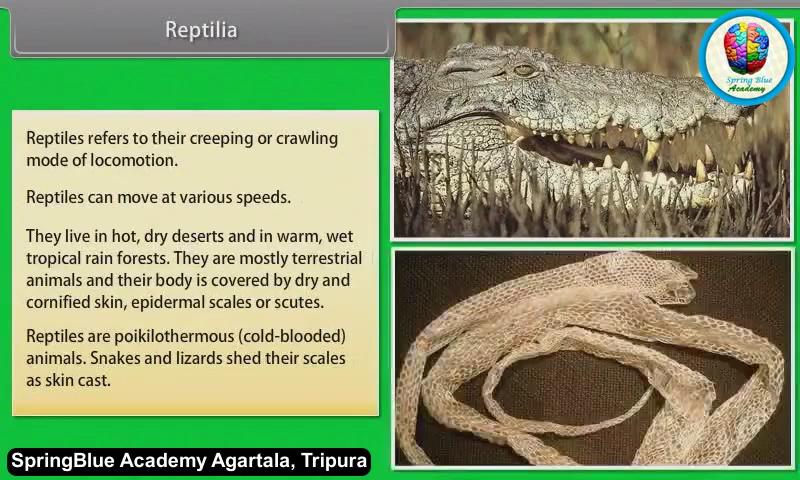 Reptilia
Spring Blue
Academy
Reptiles refers to their creeping or crawling
mode of locomotion.
Reptiles can move at various speeds.
They live in hot, dry deserts and in warm, wet
tropical rain forests. They are mostly terrestrial
animals and their body is covered by dry and
cornified skin, epidermal scales or scutes.
Reptiles are poikilothermous (cold-blooded)
animals. Snakes and lizards shed their scales
as skin cast.
SpringBlue Academy Agartala, Tripura